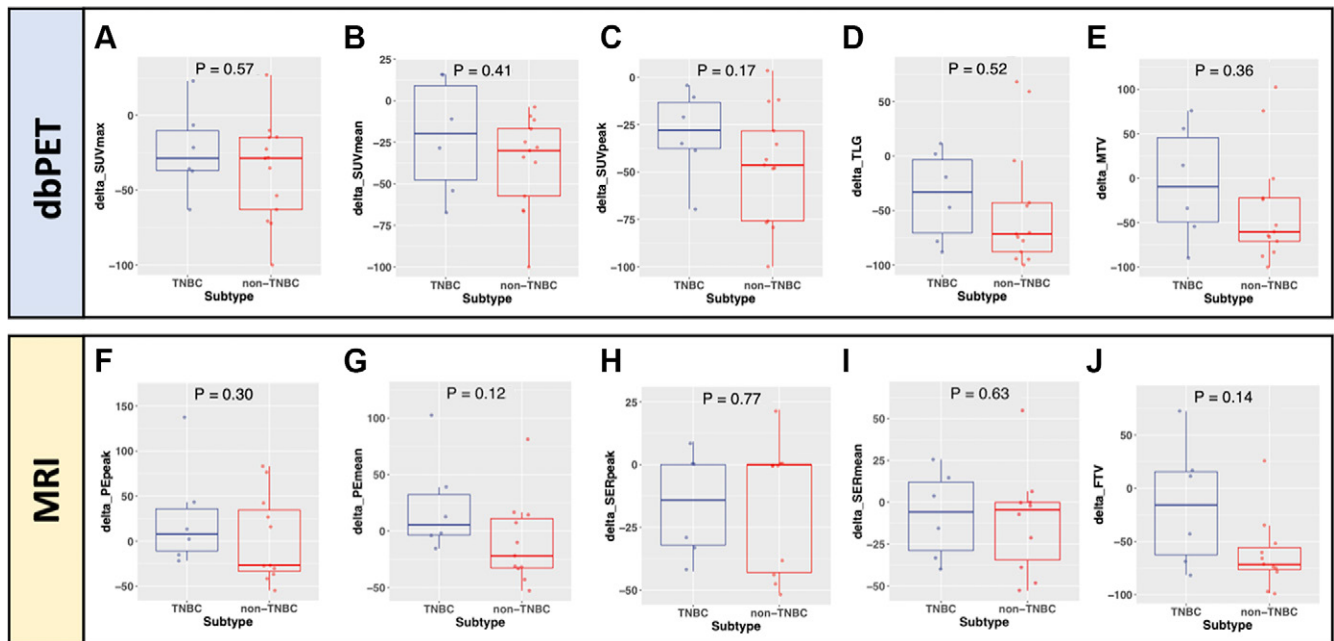 dbPET
A
P = 0.57
delta_SUVmax
0
−50
−100
TNBC non−TNBC
Subtype
B
P = 0.41
delta_SUVmean
25
0
−25
−50
−75
−100
TNBC non−TNBC
Subtype
C
P = 0.17
delta_SUVpeak
0
−25
−50
−75
−100
TNBC non−TNBC
Subtype
D
P = 0.52
delta_TLG
50
0
−50
−100
TNBC non−TNBC
Subtype
E
P = 0.36
delta_MTV
100
50
0
−50
−100
TNBC non−TNBC
Subtype
MRI
F
P = 0.30
delta_PEpeak
150
100
50
0
−50
TNBC non−TNBC
Subtype
G
P = 0.12
delta_PEmean
100
50
0
−50
TNBC non−TNBC
Subtype
H
P = 0.77
delta_SERpeak
25
0
−25
−50
TNBC non−TNBC
Subtype
I
P = 0.63
delta_SERmean
50
25
0
−25
−50
TNBC non−TNBC
Subtype
J
P = 0.14
delta_FTV
50
0
−50
−100
TNBC non−TNBC
Subtype